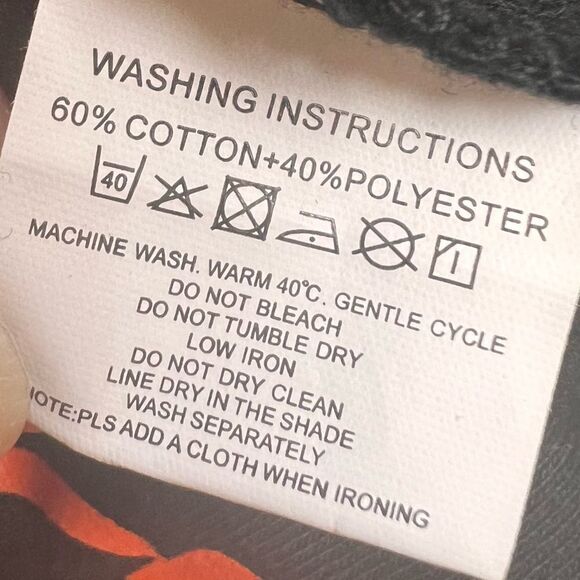 WASHING INSTRUCTIONS
60% COTTON+40%POLYESTER
40
MACHINE WASH. WARM 40℃. GENTLE CYCLE
DO NOT BLEACH
DO NOT TUMBLE DRY
LOW IRON
DO NOT DRY CLEAN
LINE DRY IN THE SHADE
WASH SEPARATELY
NOTE:PLS ADD A CLOTH WHEN IRONING